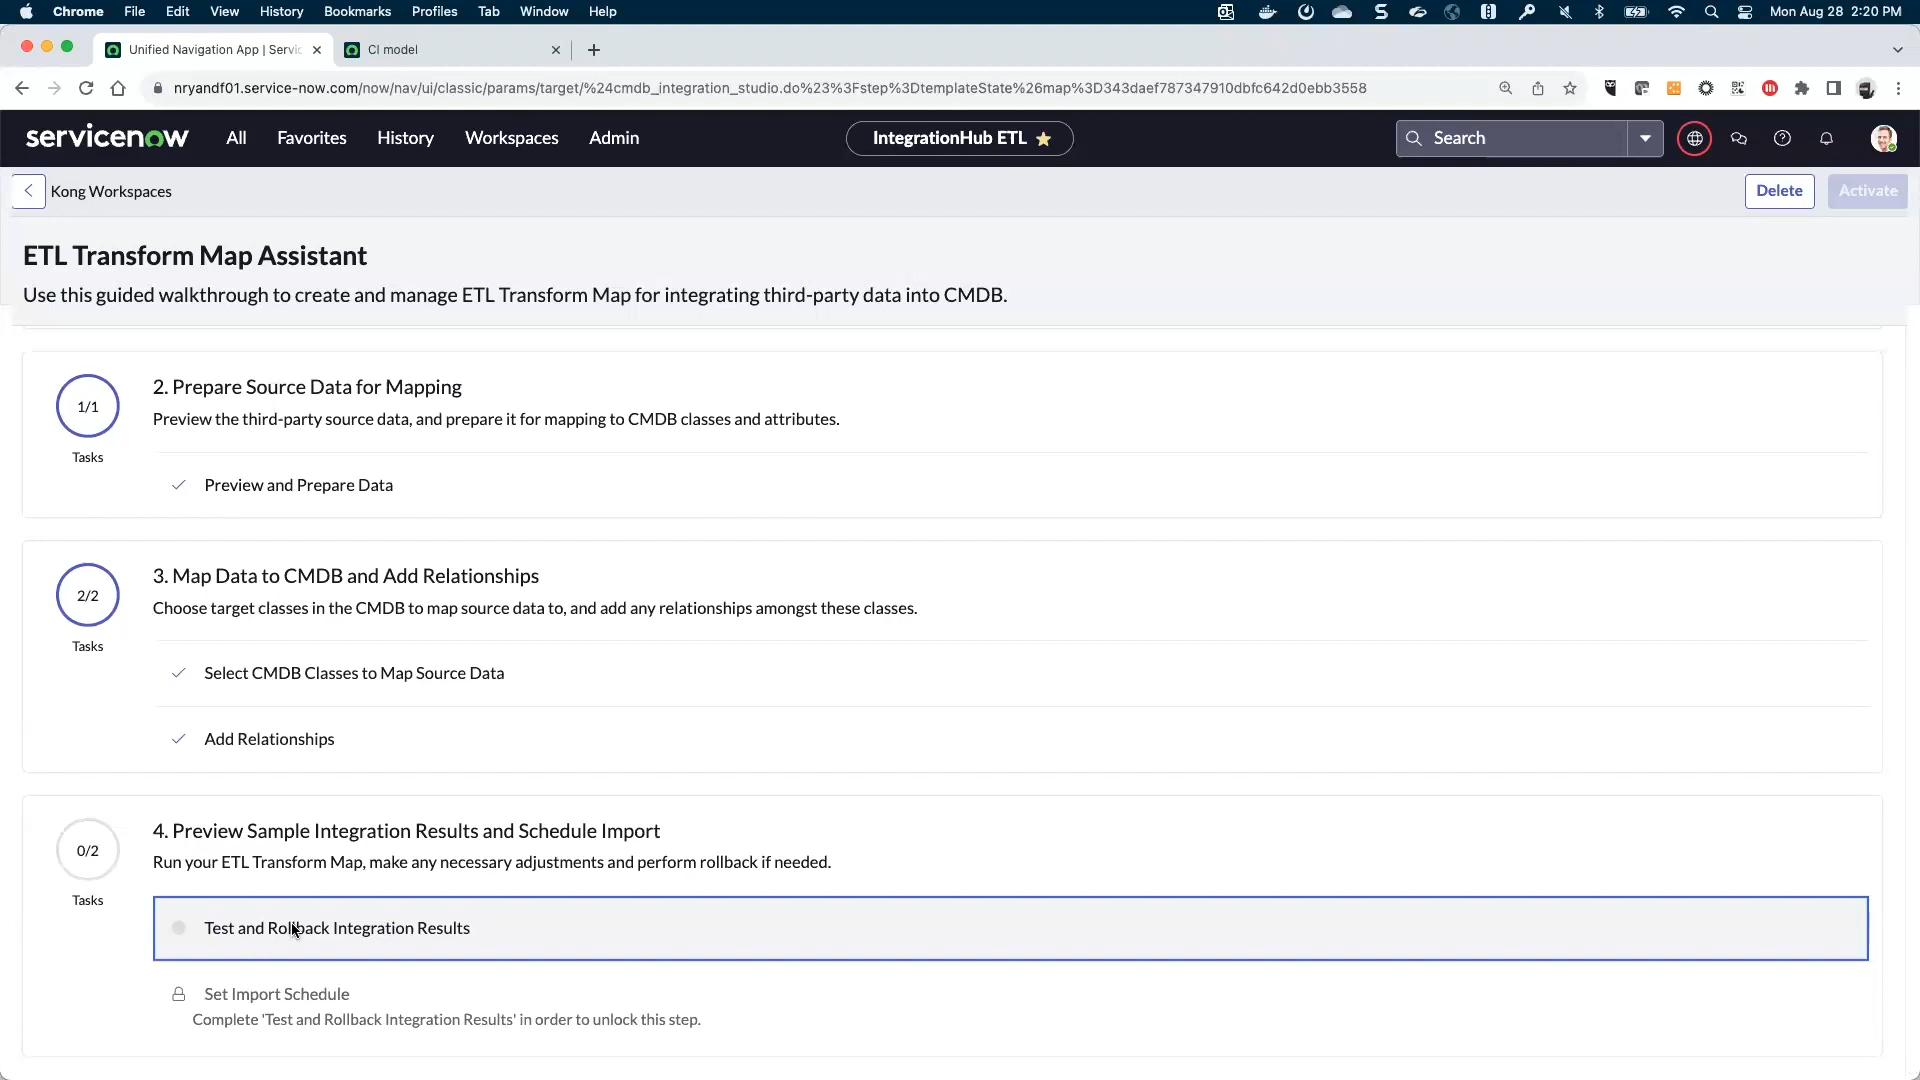 Chrome File Edit View History Bookmarks Profiles Tab Window Help Mon Aug 28 2:20 PM
Unified Navigation App | Servic CI model
nryandf01.service-now.com/now/nav/ui/classic/params/target/%24cmdb_integration_studio.do%23%3Fstep%3DtemplateState%26map%3D343daef787347910dbfc642d0ebb3558
servicenow All Favorites History Workspaces Admin IntegrationHub ETL Search
Kong Workspaces Delete Activate
ETL Transform Map Assistant
Use this guided walkthrough to create and manage ETL Transform Map for integrating third-party data into CMDB.
2. Prepare Source Data for Mapping
1/1
Preview the third-party source data, and prepare it for mapping to CMDB classes and attributes.
Tasks
Preview and Prepare Data
3. Map Data to CMDB and Add Relationships
2/2
Choose target classes in the CMDB to map source data to, and add any relationships amongst these classes.
Tasks
Select CMDB Classes to Map Source Data
Add Relationships
4. Preview Sample Integration Results and Schedule Import
0/2
Run your ETL Transform Map, make any necessary adjustments and perform rollback if needed.
Tasks
Test and Rollback Integration Results
Set Import Schedule
Complete 'Test and Rollback Integration Results' in order to unlock this step.